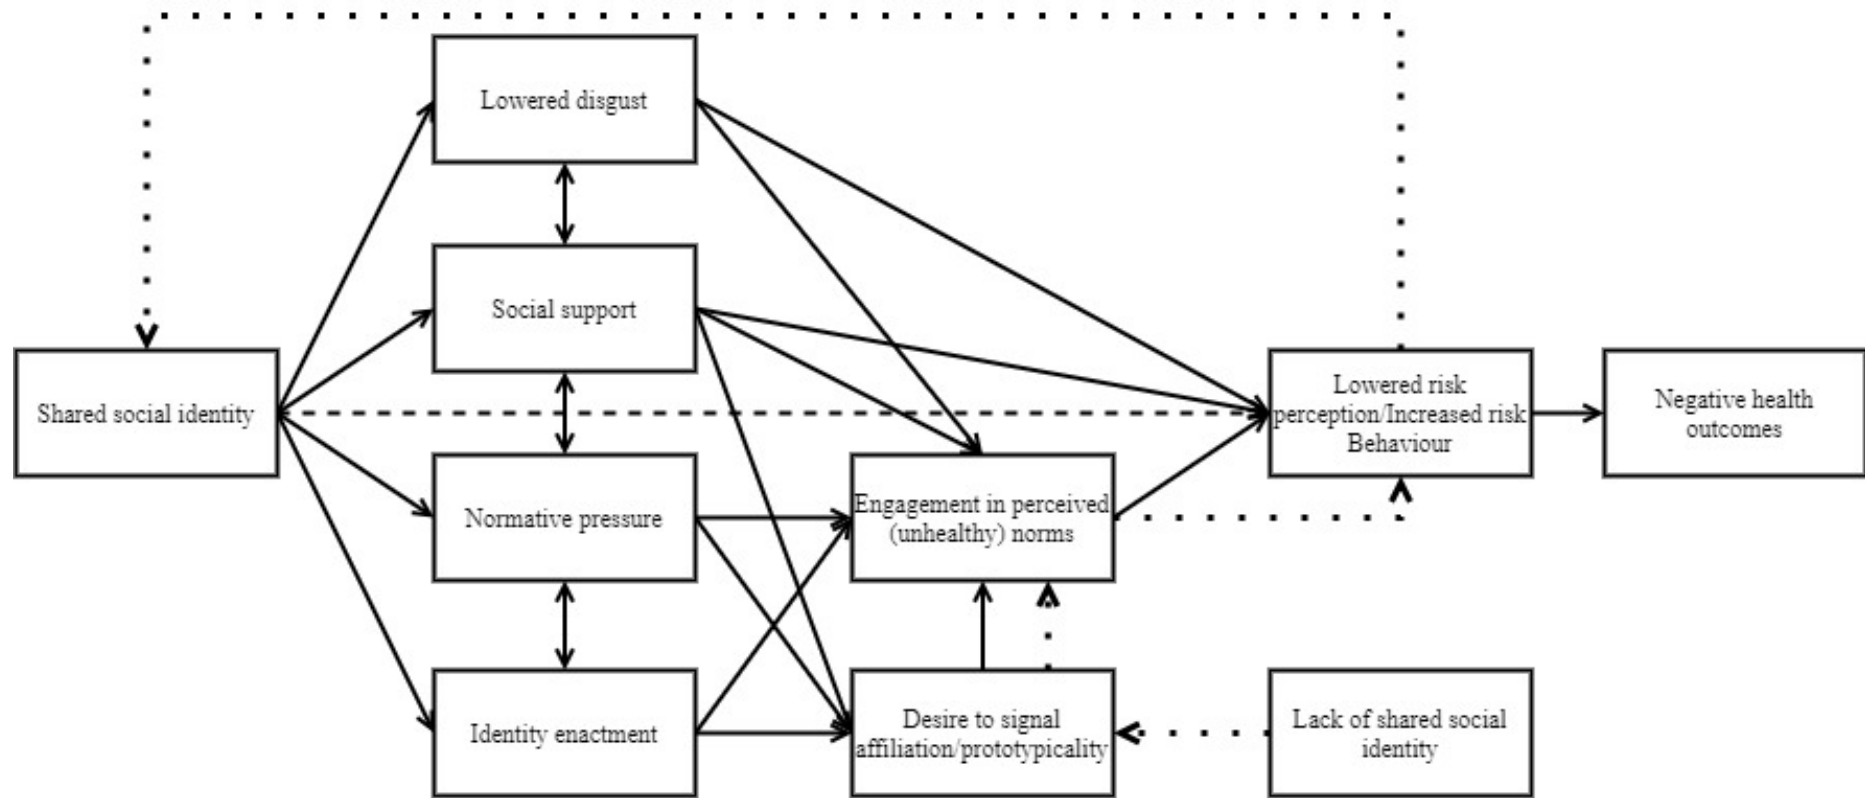 Lowered disgust
Social support
Shared social identity
Normative pressure
Identity enactment
Engagement in perceived
(unhealthy) norms
Desire to signal
affiliation/prototypicality
Lowered risk
perception/Increased risk
Behaviour
Negative health
outcomes
Lack of shared social
identity